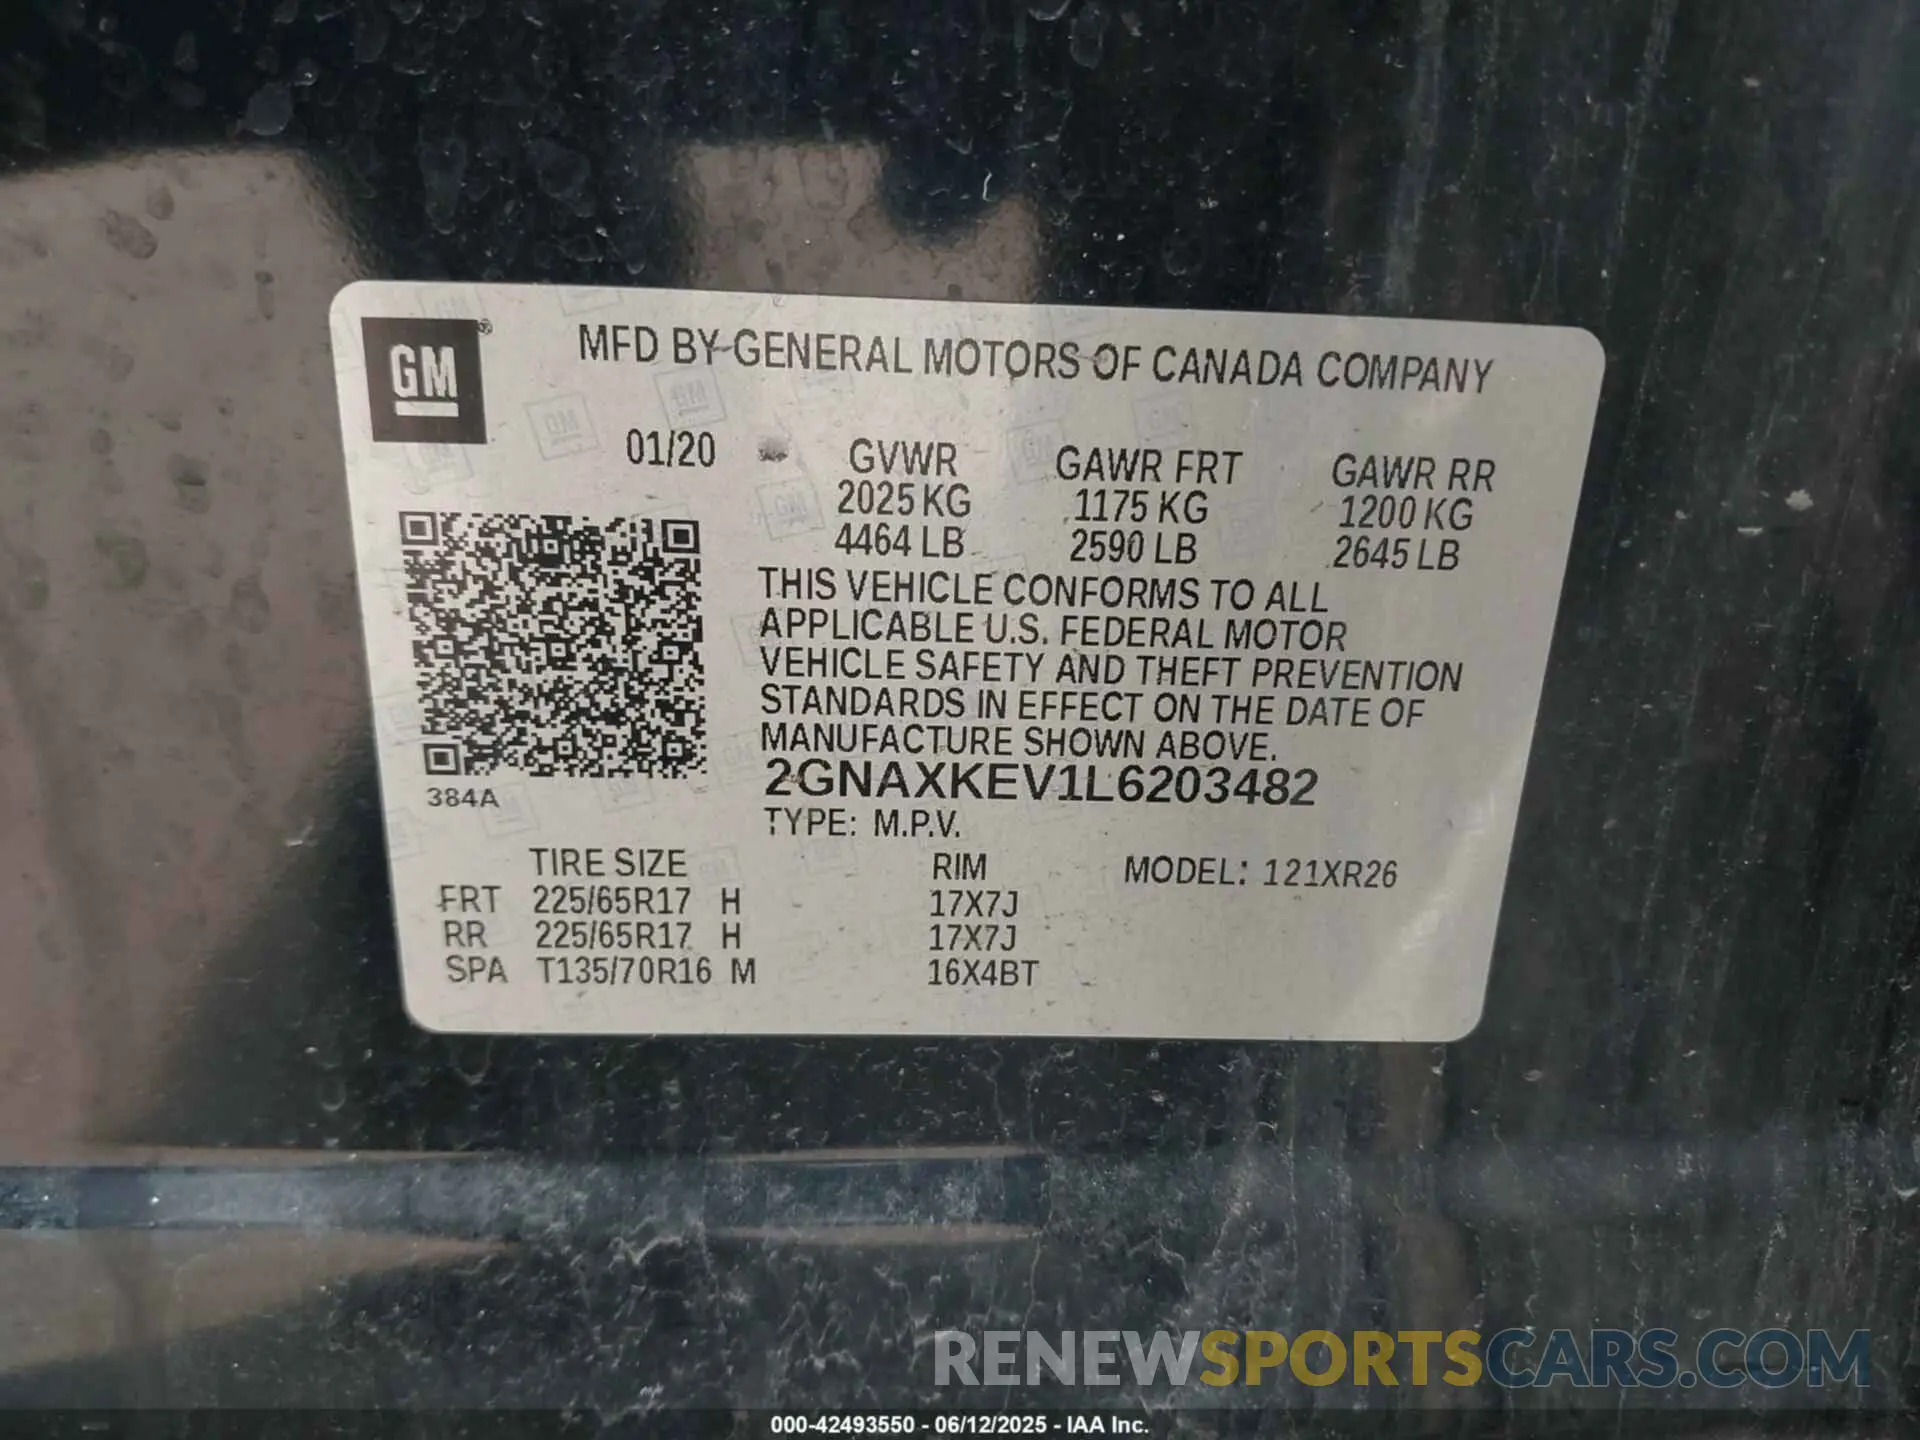 GM®
MFD BY GENERAL MOTORS OF CANADA COMPANY
01/20 GVWR GAWR FRT GAWR RR
2025 KG 1175 KG 1200 KG
4464 LB 2590 LB 2645 LB
THIS VEHICLE CONFORMS TO ALL
APPLICABLE U.S. FEDERAL MOTOR
VEHICLE SAFETY AND THEFT PREVENTION
STANDARDS IN EFFECT ON THE DATE OF
MANUFACTURE SHOWN ABOVE.
2GNAXKEV1L6203482
384A
TYPE: M.P.V.
TIRE SIZE RIM MODEL: 121XR26
FRT 225/65R17 H 17X7J
RR 225/65R17 H 17X7J
SPA T135/70R16 M 16X4BT
RENEWSPORTSCARS.COM
000-42493550 - 06/12/2025 - IAA Inc.